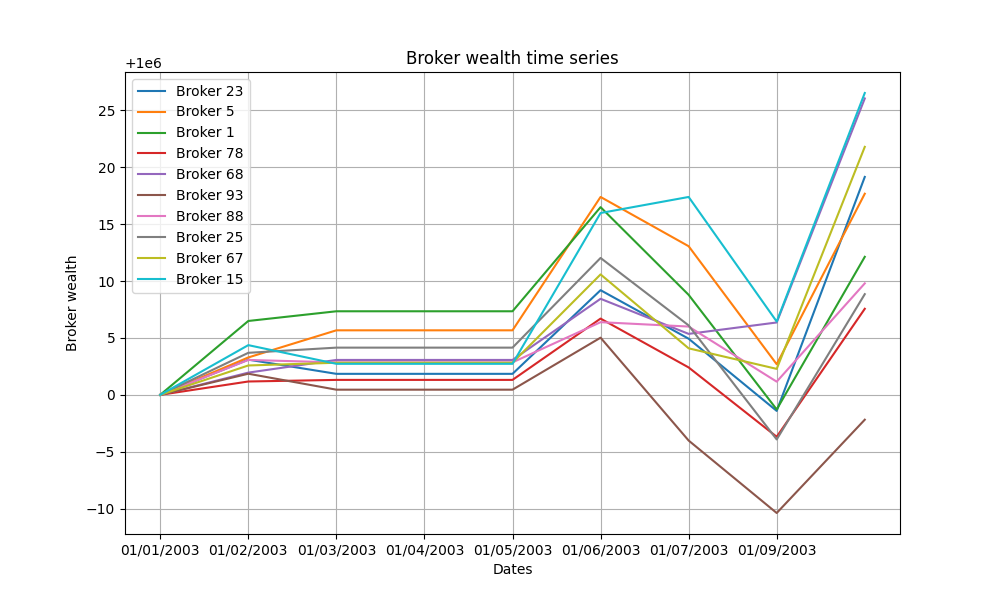 Broker wealth time series
+1e6
Broker 23
Broker 5
Broker 1
Broker 78
Broker 68
Broker 93
Broker 88
Broker 25
Broker 67
Broker 15
25
20
15
10
5
0
−5
−10
Broker wealth
01/01/2003 01/02/2003 01/03/2003 01/04/2003 01/05/2003 01/06/2003 01/07/2003 01/09/2003
Dates